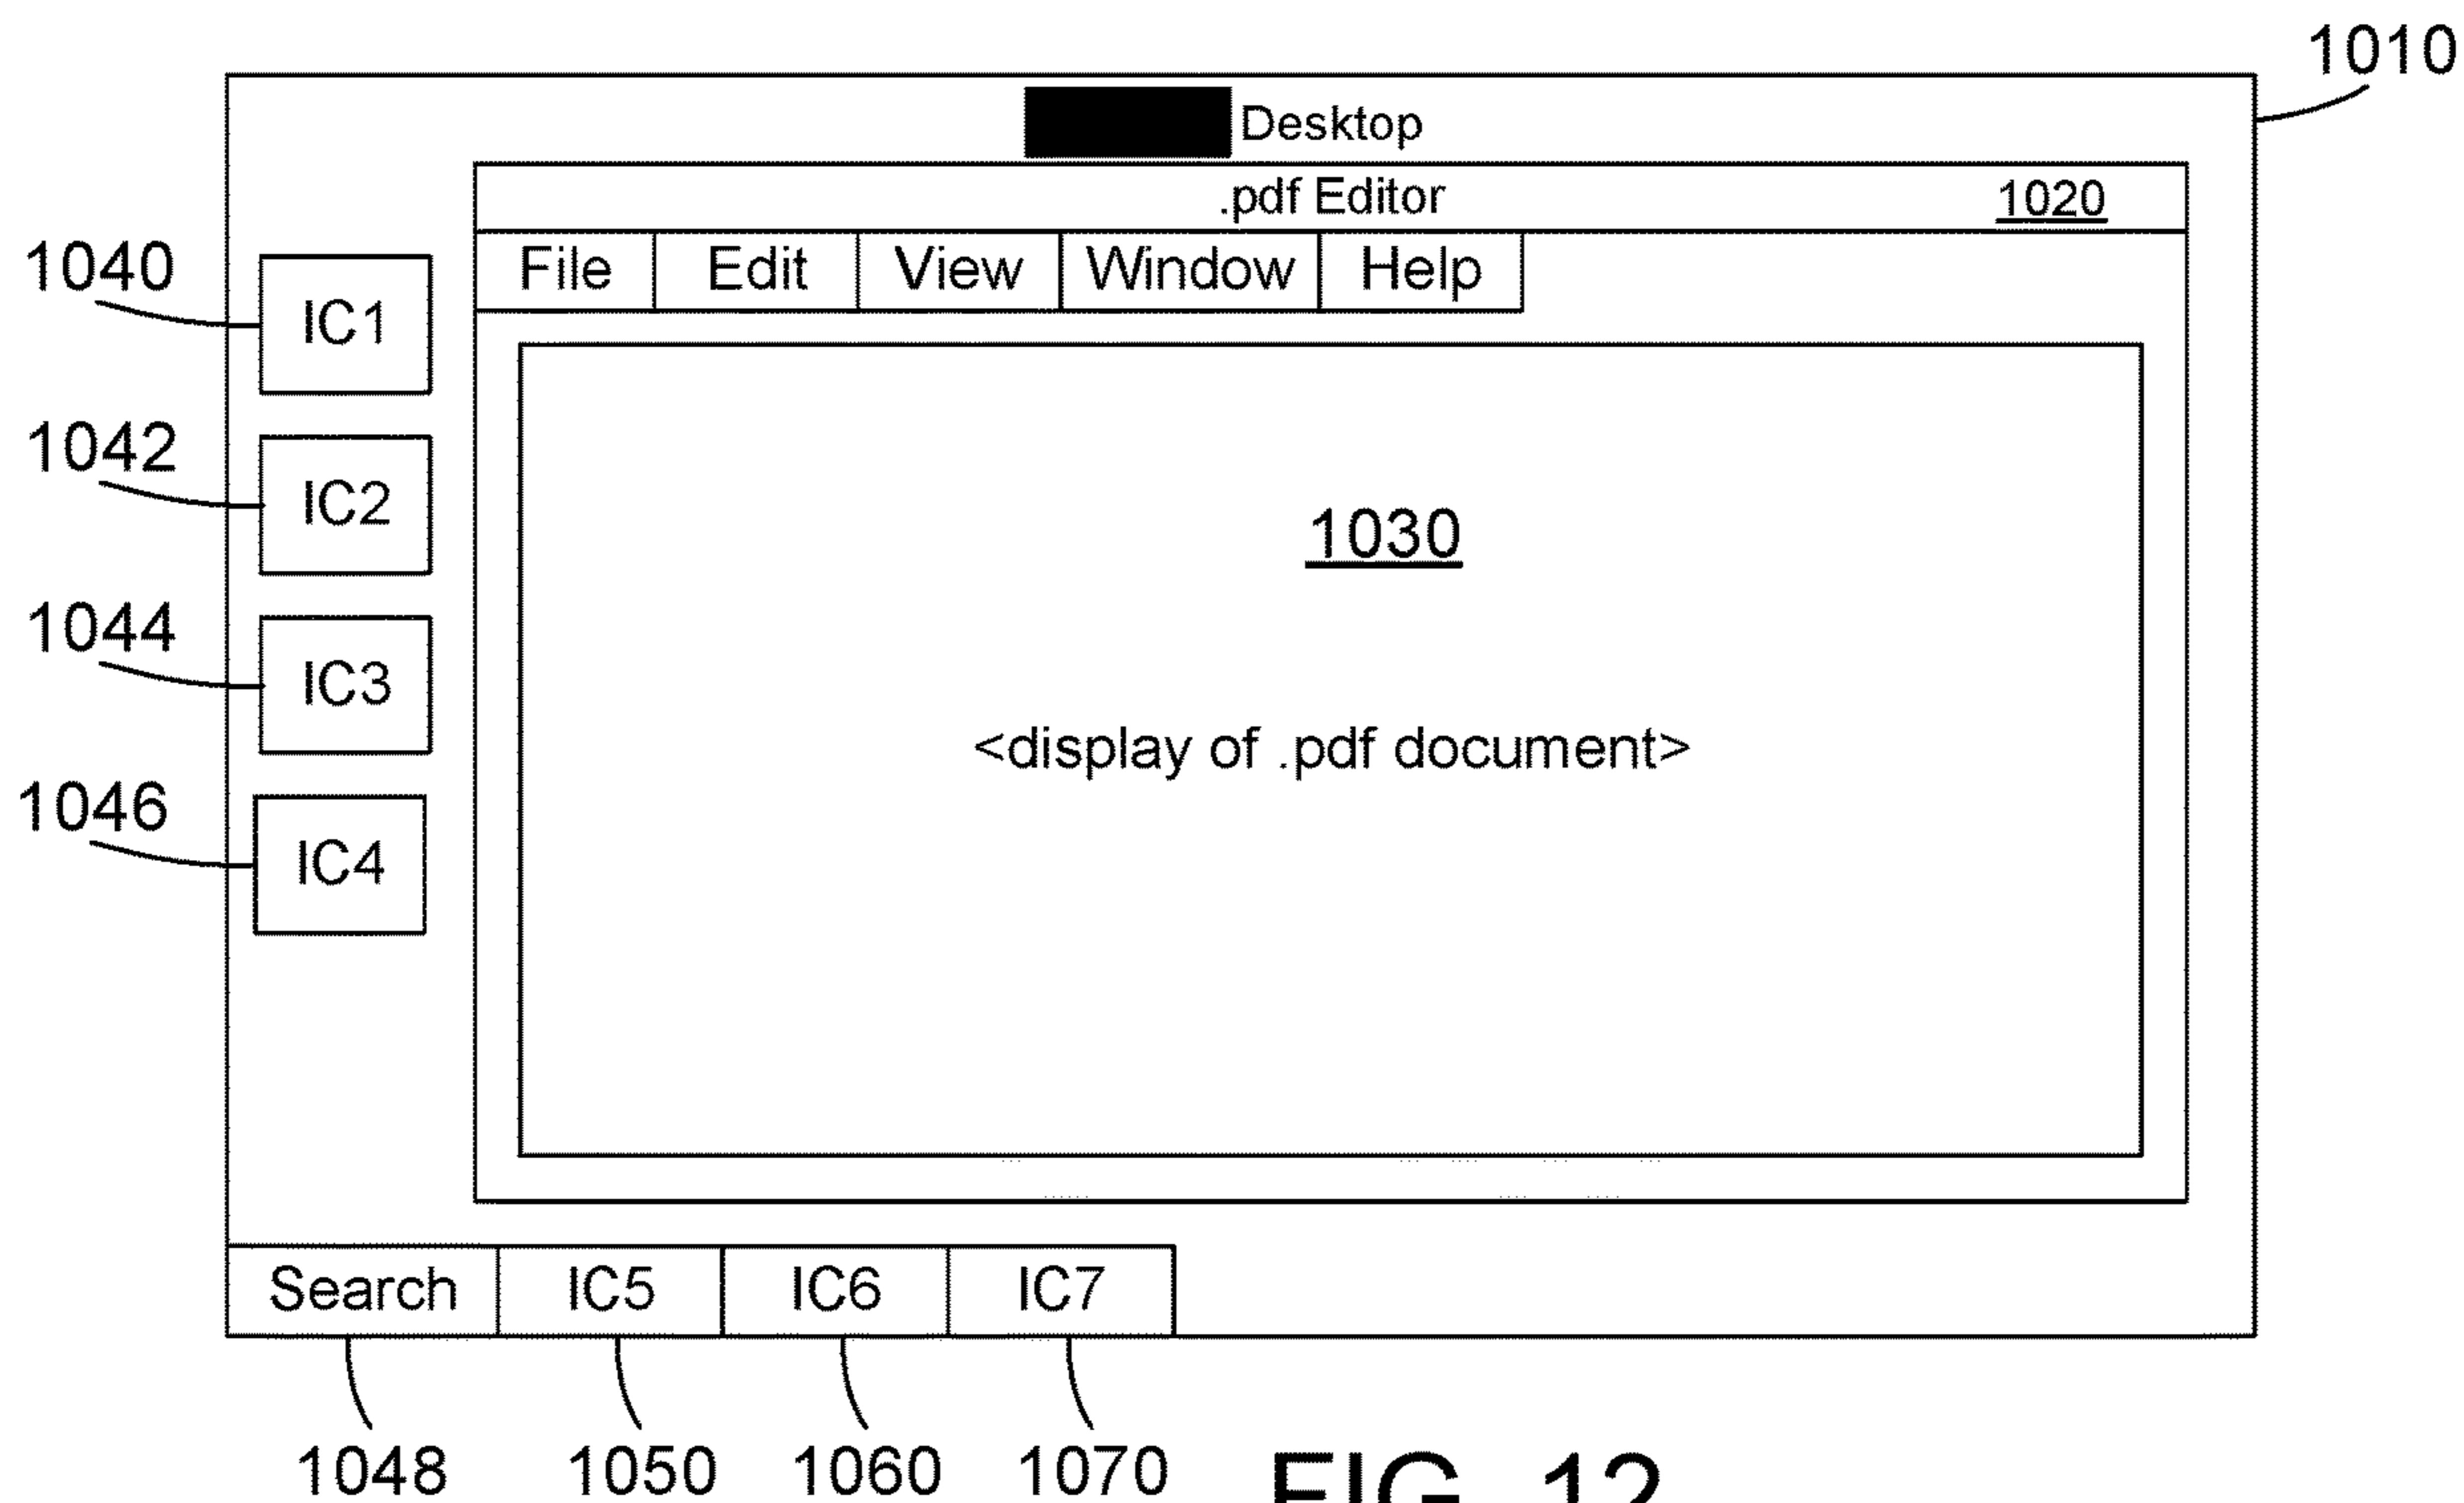 1010
Desktop
.pdf Editor 1020
File Edit View Window Help
1040
IC1
1042
IC2
1030
1044
IC3
<display of .pdf document>
1046
IC4
Search IC5 IC6 IC7
1048 1050 1060 1070
FIG. 12